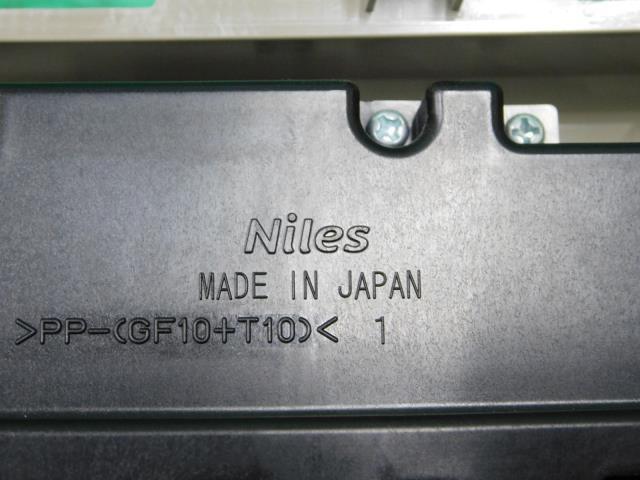 Niles
MADE IN JAPAN
>PP-(GF10+T10)< 1